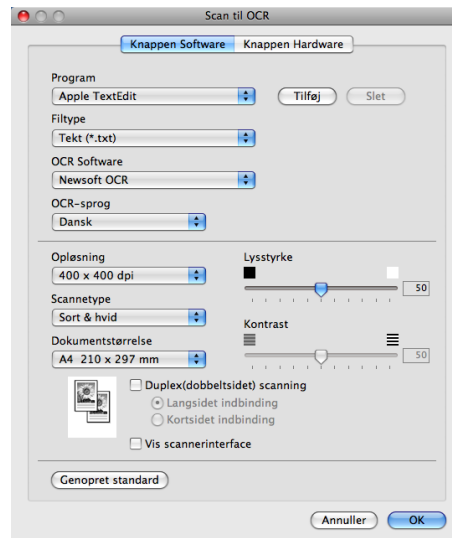 Scan til OCR
Knappen Software Knappen Hardware
Program
Apple TextEdit Tilføj Slet
Filtype
Tekt (*.txt)
OCR Software
Newsoft OCR
OCR-sprog
Dansk
Opløsning Lysstyrke
400 x 400 dpi 50
Scannetype
Sort & hvid Kontrast
Dokumentstørrelse
A4 210 x 297 mm 50
Duplex(dobbeltsidet) scanning
Langsidet indbinding
Kortsidet indbinding
Vis scannerinterface
Genopret standard
Annuller OK